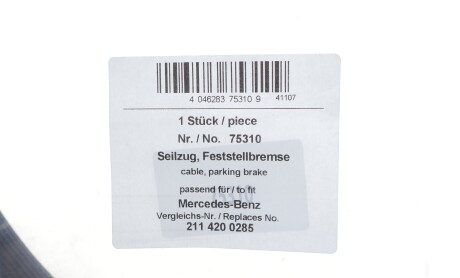 4 046283 75310 9 41107
1 Stück / piece
Nr. / No. 75310
Seilzug, Feststellbremse
cable, parking brake
passend für / to fit
Mercedes-Benz
Vergleichs-Nr. / Replaces No.
211 420 0285